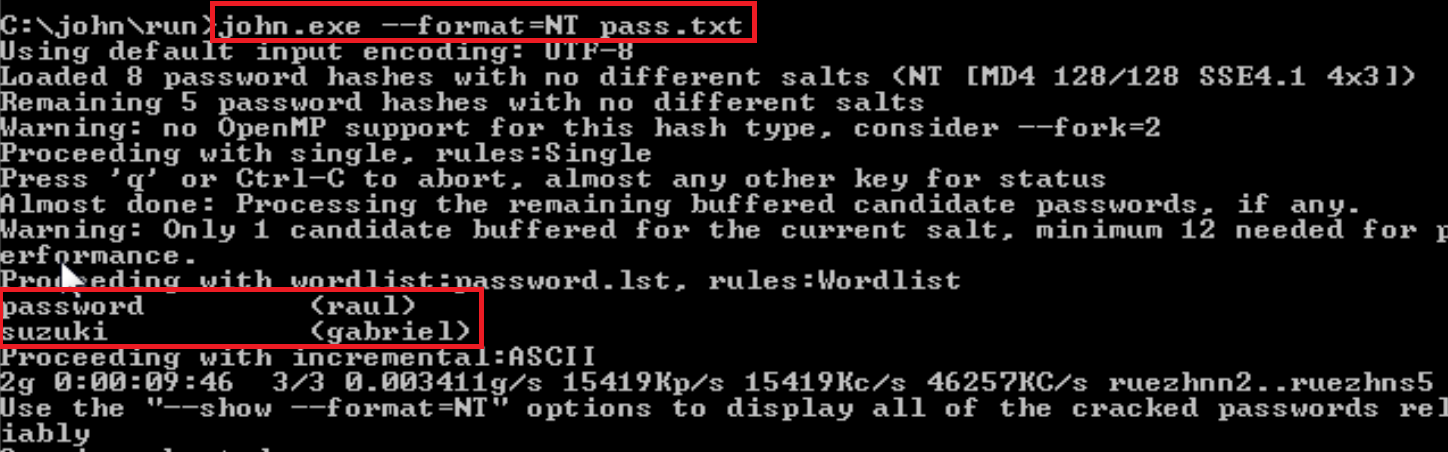 C:\john\run>john.exe --format=NT pass.txt
Using default input encoding: UTF-8
Loaded 8 password hashes with no different salts (NT [MD4 128/128 SSE4.1 4x3])
Remaining 5 password hashes with no different salts
Warning: no OpenMP support for this hash type, consider --fork=2
Proceeding with single, rules:Single
Press 'q' or Ctrl-C to abort, almost any other key for status
Almost done: Processing the remaining buffered candidate passwords, if any.
Warning: Only 1 candidate buffered for the current salt, minimum 12 needed for p
erformance.
Proceeding with wordlist:password.lst, rules:Wordlist
password         (raul)
suzuki           (gabriel)
Proceeding with incremental:ASCII
2g 0:00:09:46  3/3 0.003411g/s 15419Kp/s 15419Kc/s 46257KC/s ruezhnn2..ruezhns5
Use the "--show --format=NT" options to display all of the cracked passwords rel
iably